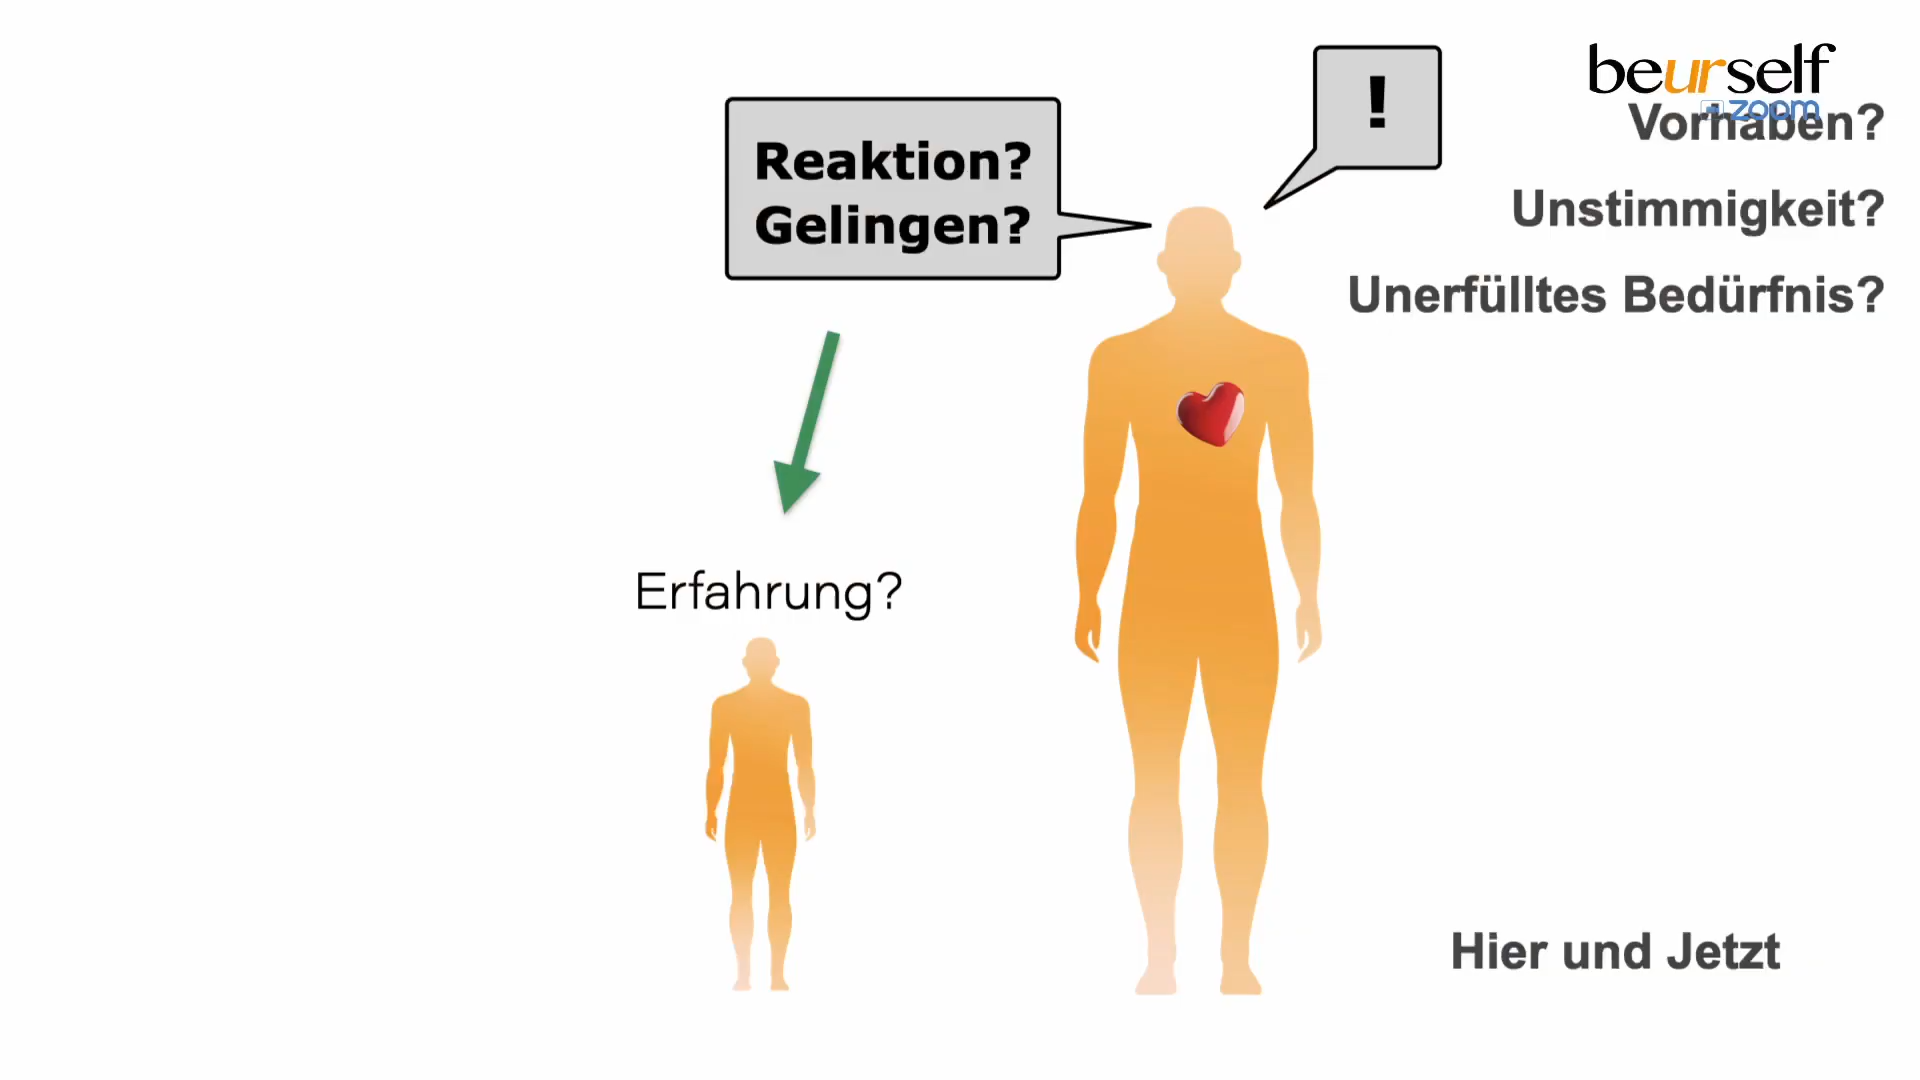 !
beurself
zoom
Vorhaben?
Reaktion?
Gelingen?
Unstimmigkeit?
Unerfülltes Bedürfnis?
Erfahrung?
Hier und Jetzt